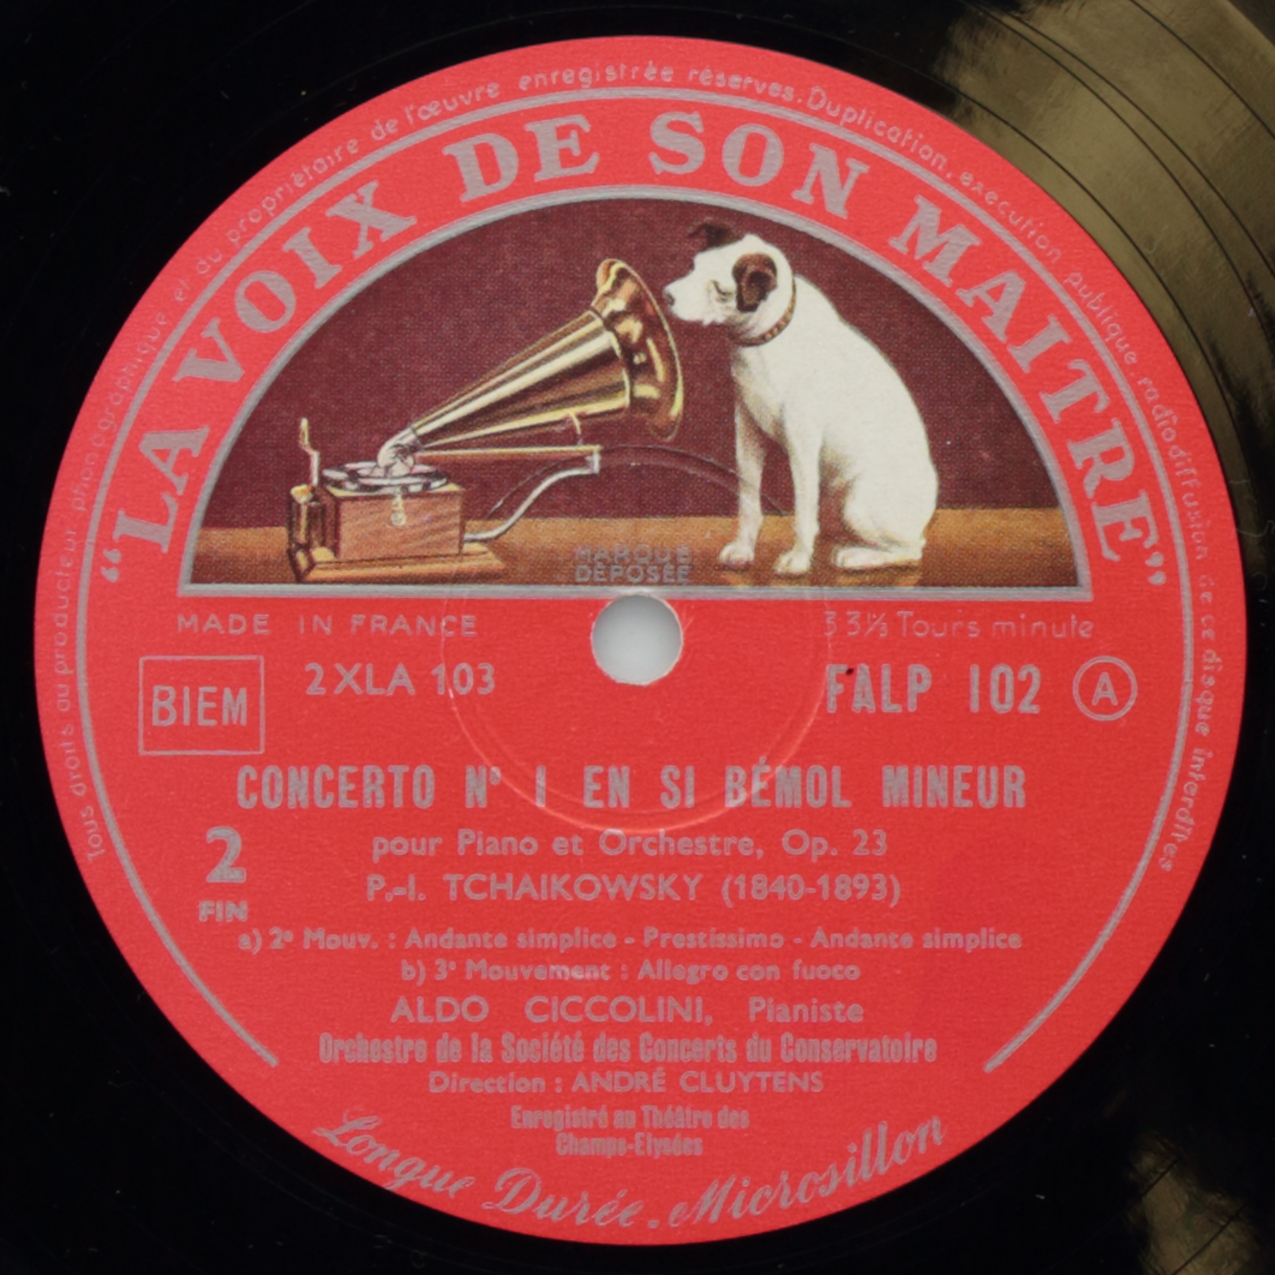 Tous droits du producteur phonographique et du propriétaire de l'œuvre enregistrée réservés. Duplication, exécution publique, radiodiffusion de ce disque interdites
“LA VOIX DE SON MAITRE”
MARQUE
DEPOSÉE
MADE IN FRANCE
33⅓ Tours minute
BIEM
2XLA 103
FALP 102
A
CONCERTO Nº 1 EN SI BÉMOL MINEUR
pour Piano et Orchestre, Op. 23
2
P.-I. TCHAIKOWSKY (1840-1893)
FIN
a) 2e Mouv. : Andante simplice - Prestissimo - Andante simplice
b) 3e Mouvement : Allegro con fuoco
ALDO CICCOLINI, Pianiste
Orchestre de la Société des Concerts du Conservatoire
Direction : ANDRÉ CLUYTENS
Enregistré au Théâtre des
Champs-Elysées
Longue Durée. Microsillon